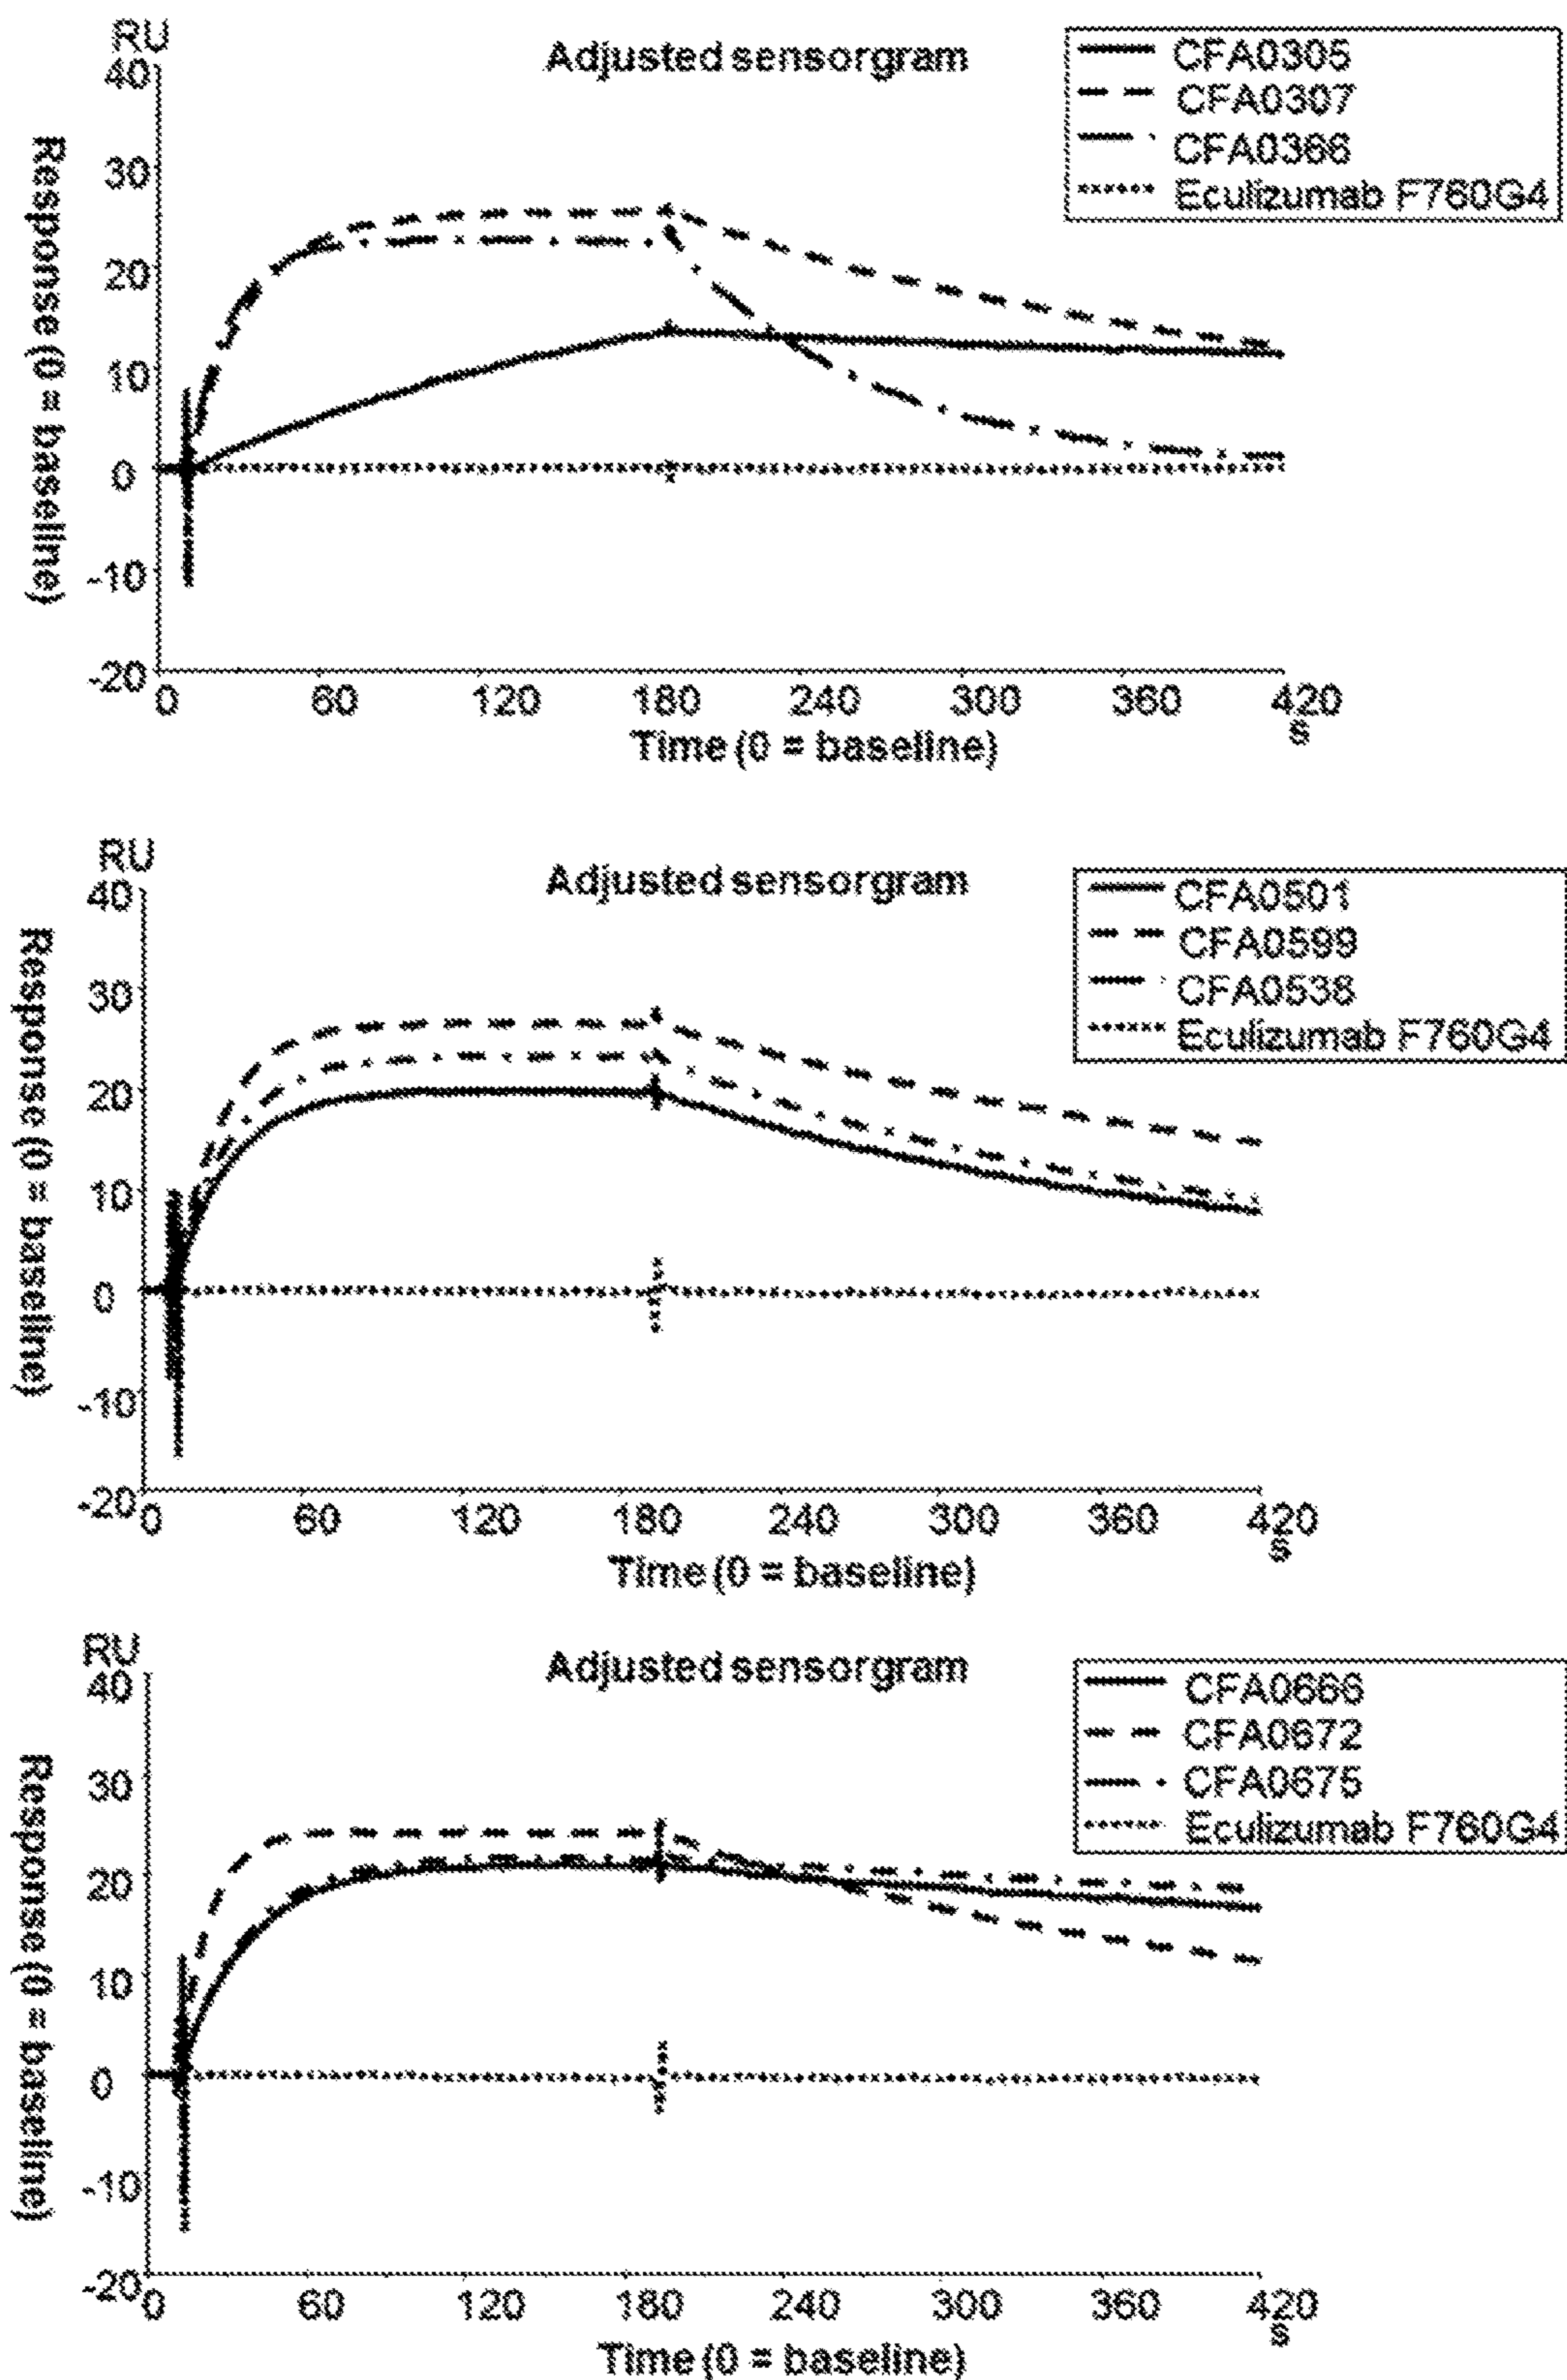 RU
Adjusted sensorgram
CFA0305
CFA0307
CFA0366
Eculizumab F760G4
Response (0 = baseline)
40
30
20
10
0
-10
-20
0 60 120 180 240 300 360 420
s
Time (0 = baseline)
RU
Adjusted sensorgram
CFA0501
CFA0599
CFA0538
Eculizumab F760G4
Response (0 = baseline)
40
30
20
10
0
-10
-20
0 60 120 180 240 300 360 420
s
Time (0 = baseline)
RU
Adjusted sensorgram
CFA0666
CFA0672
CFA0675
Eculizumab F760G4
Response (0 = baseline)
40
30
20
10
0
-10
-20
0 60 120 180 240 300 360 420
s
Time (0 = baseline)